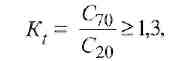 K_t = C_70 / C_20 ≥ 1,3.